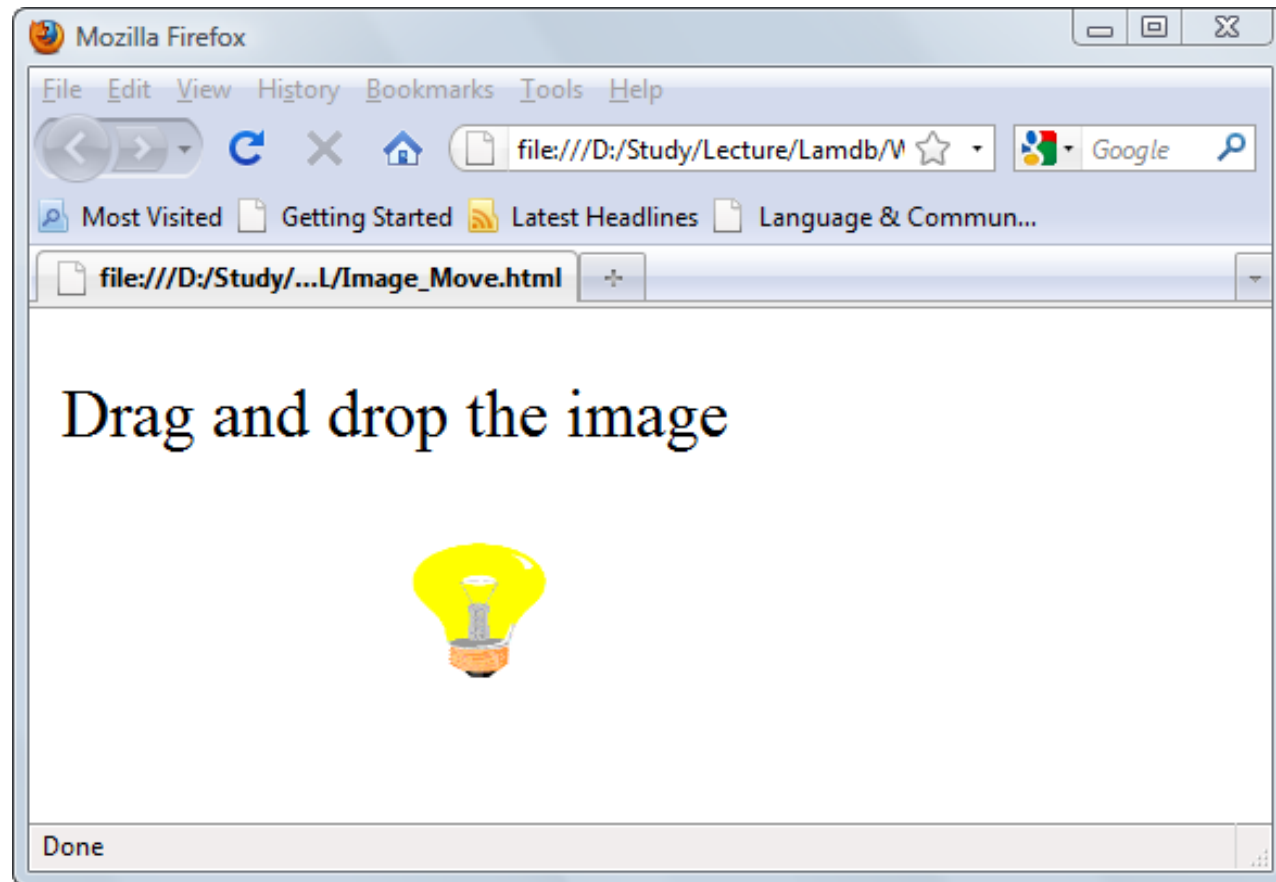 Mozilla Firefox
File Edit View History Bookmarks Tools Help
file:///D:/Study/Lecture/Lamdb/W
Google
Most Visited Getting Started Latest Headlines Language & Commun...
file:///D:/Study/...L/Image_Move.html
Drag and drop the image
Done